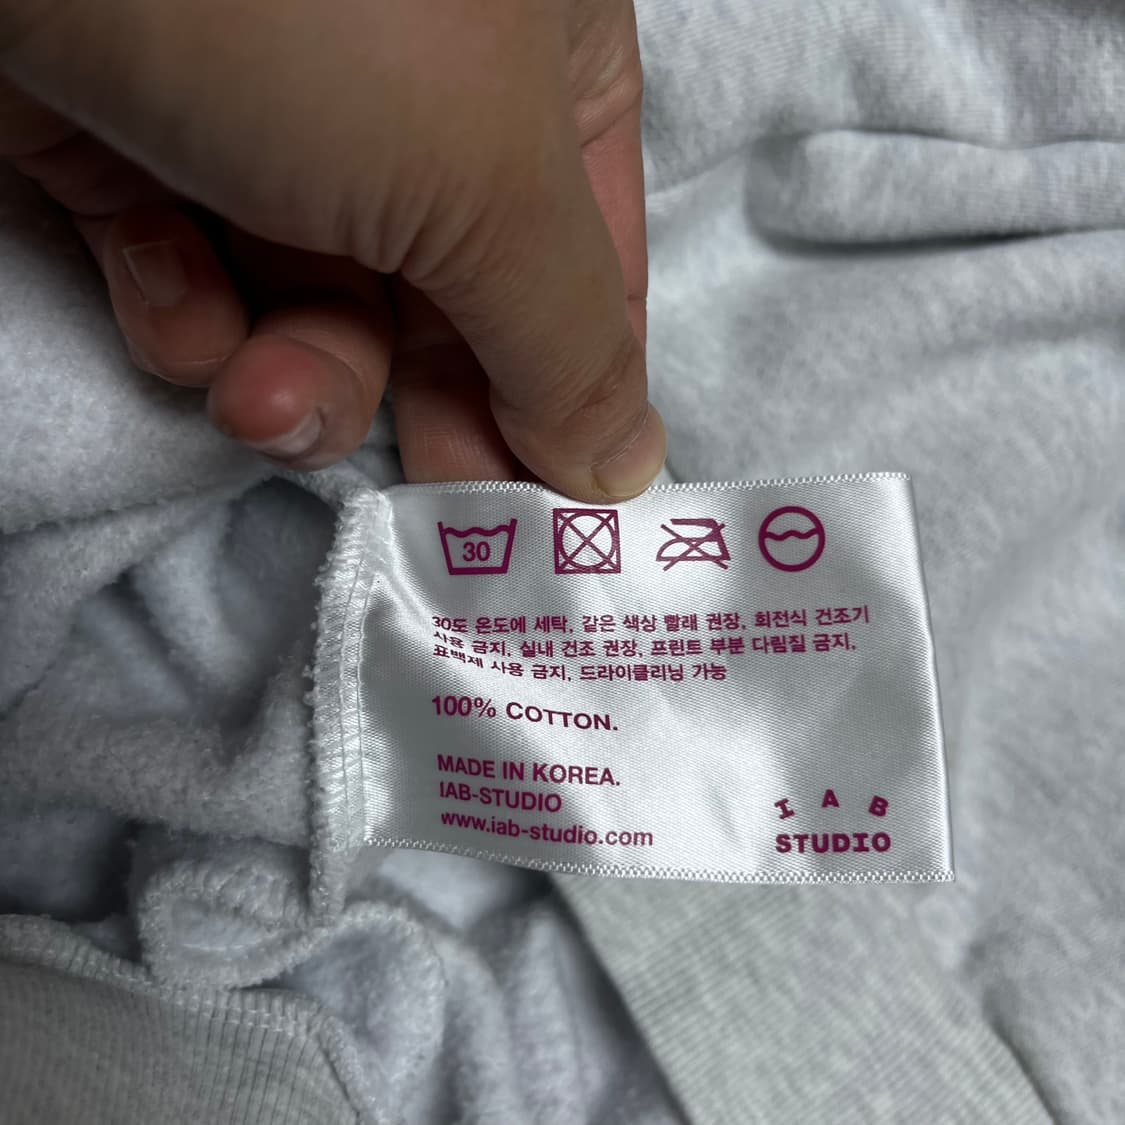 30
30도 온도에 세탁, 같은 색상 빨래 권장, 회전식 건조기
사용 금지, 실내 건조 권장, 프린트 부분 다림질 금지,
표백제 사용 금지, 드라이클리닝 가능
100% COTTON.
MADE IN KOREA.
IAB-STUDIO
www.iab-studio.com
IAB
STUDIO